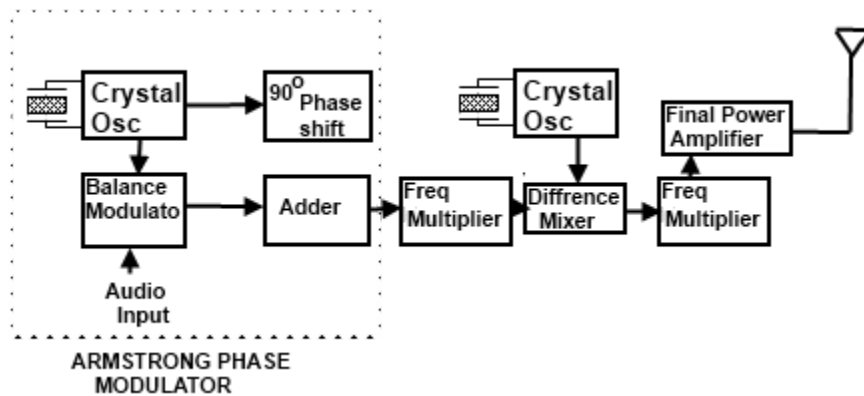 Crystal
Osc
90o Phase
shift
Crystal
Osc
Final Power
Amplifier
Balance
Modulato
Adder
Freq
Multiplier
Diffrence
Mixer
Freq
Multiplier
Audio
Input
ARMSTRONG PHASE
MODULATOR